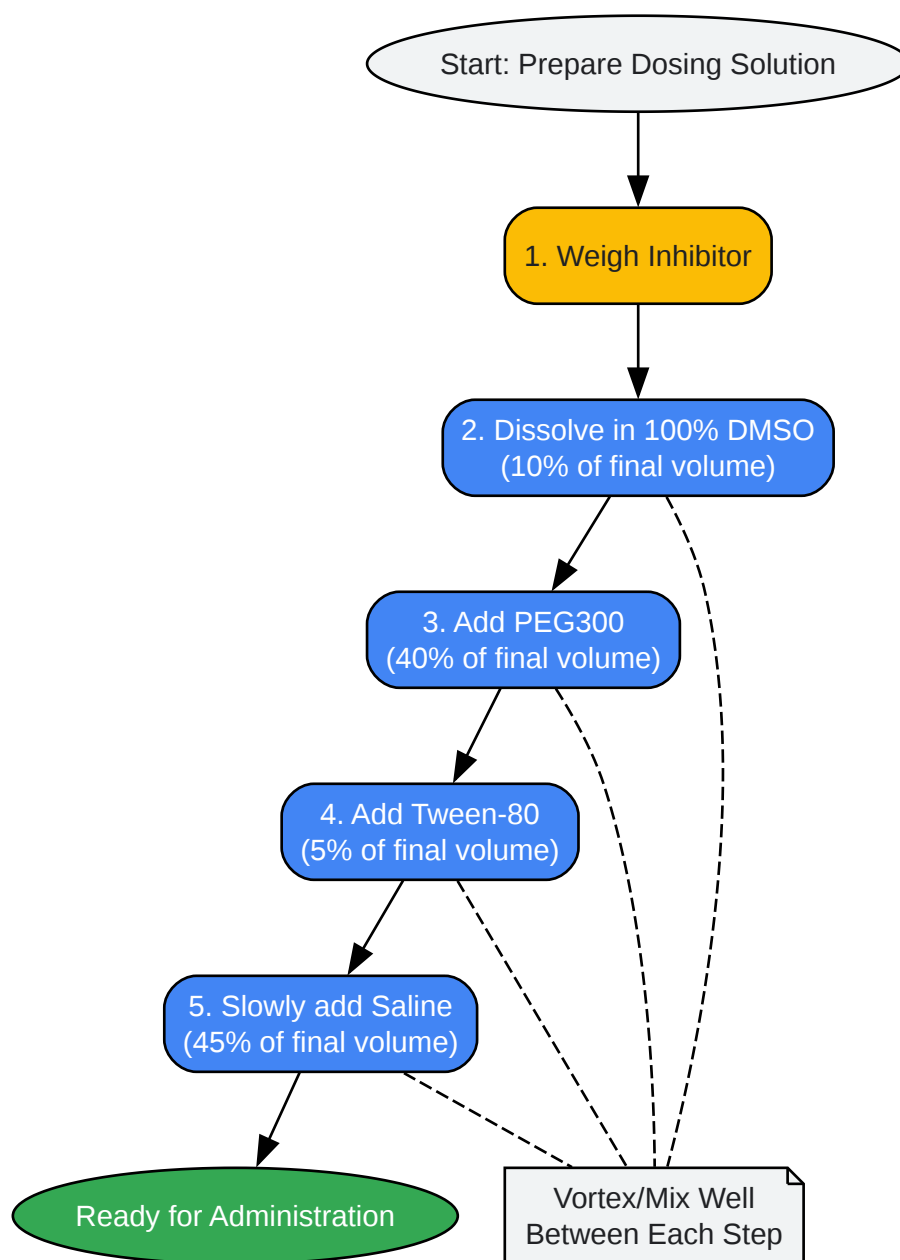 Start: Prepare Dosing Solution
1. Weigh Inhibitor
2. Dissolve in 100% DMSO
(10% of final volume)
3. Add PEG300
(40% of final volume)
4. Add Tween-80
(5% of final volume)
5. Slowly add Saline
(45% of final volume)
Ready for Administration
Vortex/Mix Well
Between Each Step